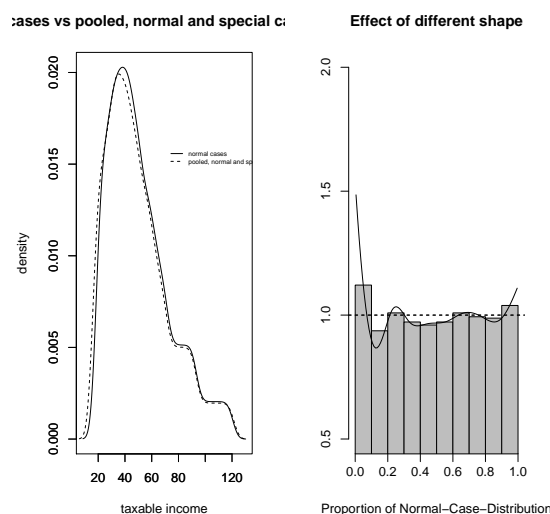 cases vs pooled, normal and special ca
Effect of different shape
density
0.000
0.005
0.010
0.015
0.020
normal cases
pooled, normal and sp
20 40 60 80 120
taxable income
0.5
1.0
1.5
2.0
0.0 0.2 0.4 0.6 0.8 1.0
Proportion of Normal−Case−Distribution